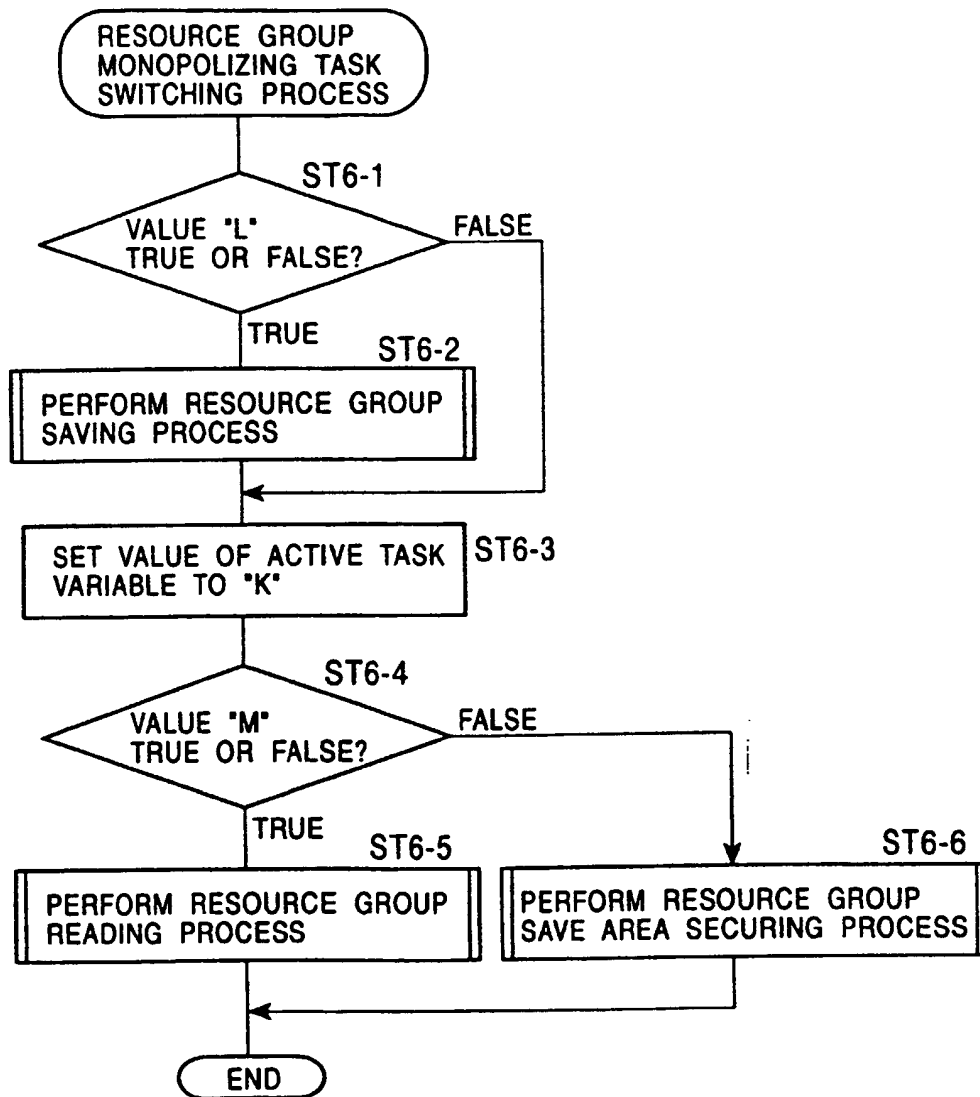 RESOURCE GROUP
MONOPOLIZING TASK
SWITCHING PROCESS
ST6-1
VALUE "L"
TRUE OR FALSE?
FALSE
TRUE
ST6-2
PERFORM RESOURCE GROUP
SAVING PROCESS
SET VALUE OF ACTIVE TASK
VARIABLE TO "K"
ST6-3
ST6-4
VALUE "M"
TRUE OR FALSE?
FALSE
TRUE
ST6-5
ST6-6
PERFORM RESOURCE GROUP
READING PROCESS
PERFORM RESOURCE GROUP
SAVE AREA SECURING PROCESS
END